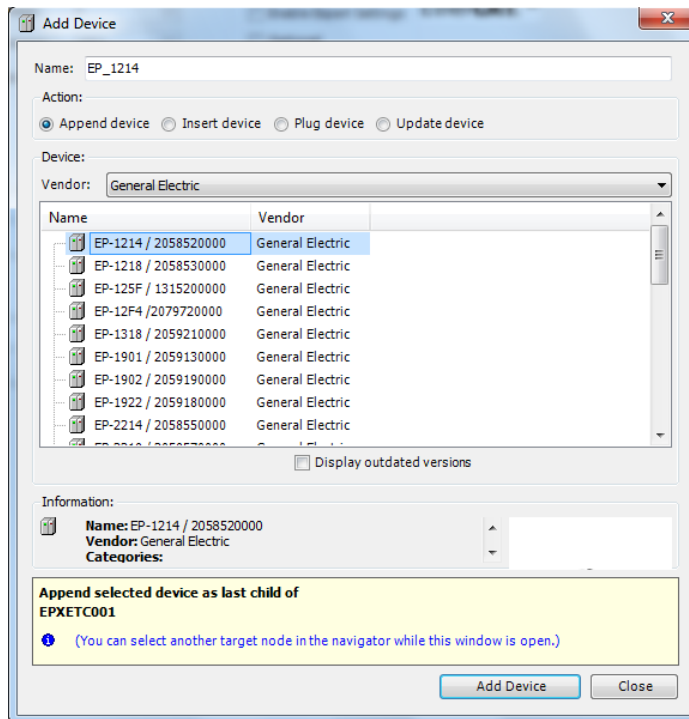 Add Device
Name: EP_1214
Action:
Append device Insert device Plug device Update device
Device:
Vendor: General Electric
Name Vendor
EP-1214 / 2058520000 General Electric
EP-1218 / 2058530000 General Electric
EP-125F / 1315200000 General Electric
EP-12F4 /2079720000 General Electric
EP-1318 / 2059210000 General Electric
EP-1901 / 2059130000 General Electric
EP-1902 / 2059190000 General Electric
EP-1922 / 2059180000 General Electric
EP-2214 / 2058550000 General Electric
Display outdated versions
Information:
Name: EP-1214 / 2058520000
Vendor: General Electric
Categories:
Append selected device as last child of
EPXETC001
(You can select another target node in the navigator while this window is open.)
Add Device Close